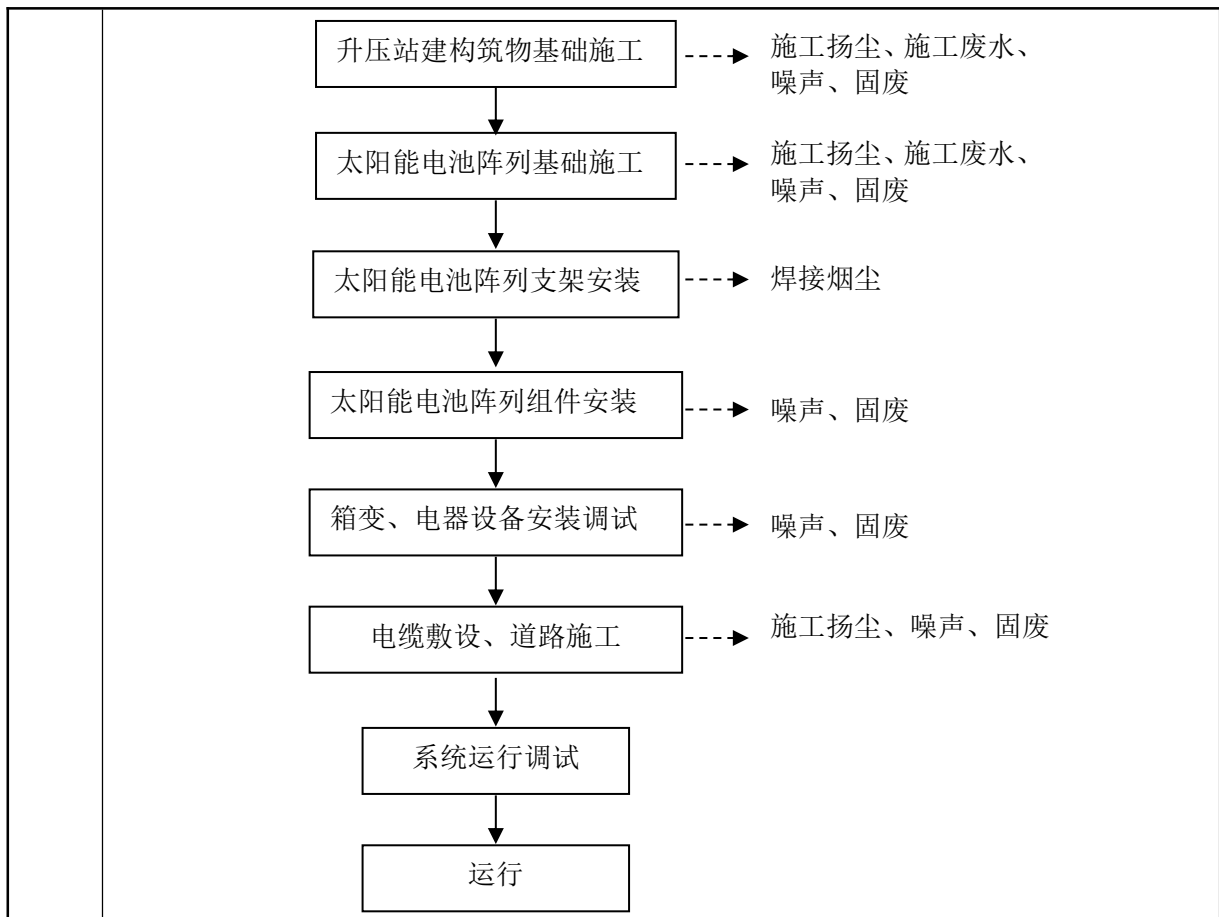 升压站建构筑物基础施工
施工扬尘、施工废水、
噪声、固废
太阳能电池阵列基础施工
施工扬尘、施工废水、
噪声、固废
太阳能电池阵列支架安装
焊接烟尘
太阳能电池阵列组件安装
噪声、固废
箱变、电器设备安装调试
噪声、固废
电缆敷设、道路施工
施工扬尘、噪声、固废
系统运行调试
运行